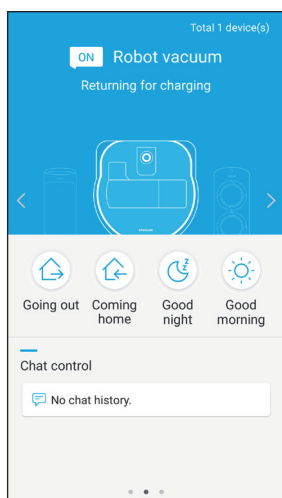 Total 1 device(s)
ON Robot vacuum
Returning for charging
SAMSUNG
Going out
Coming
home
Good
night
Good
morning
Chat control
No chat history.